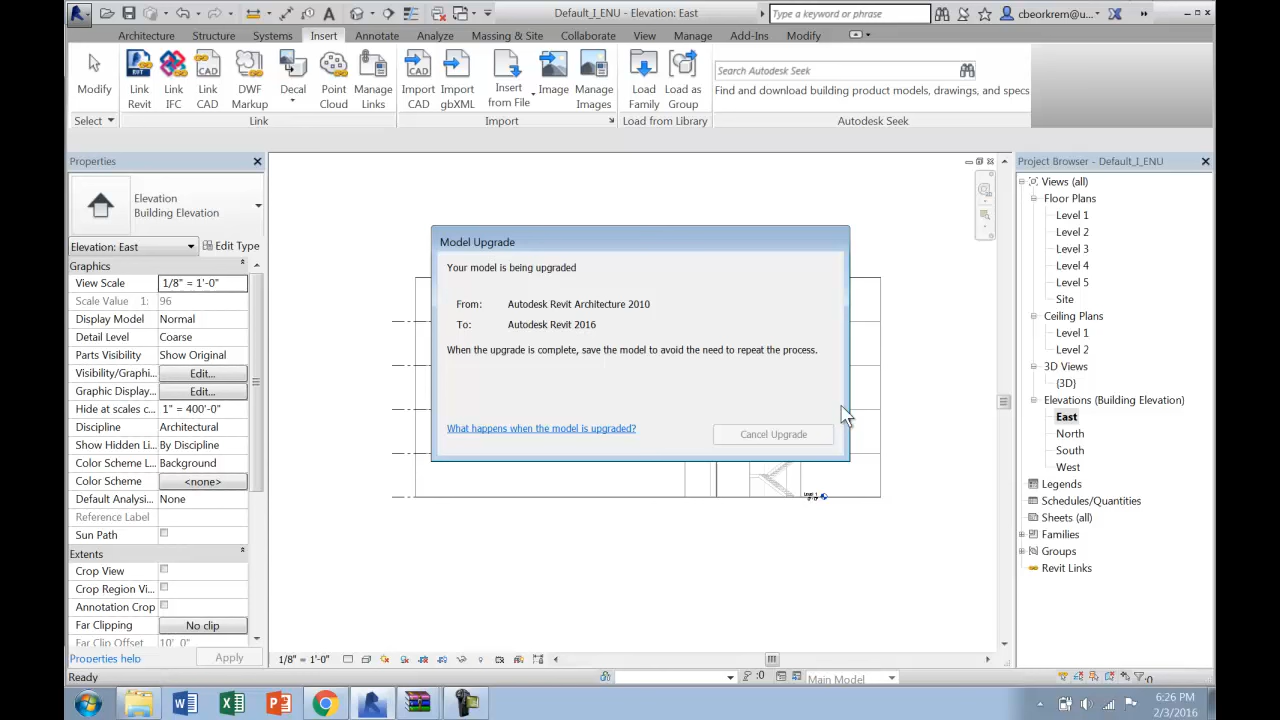 Default_I_ENU - Elevation: East
Type a keyword or phrase
cbeorkrem@u...
Architecture Structure Systems Insert Annotate Analyze Massing & Site Collaborate View Manage Add-Ins Modify
Search Autodesk Seek
Find and download building product models, drawings, and specs
Modify
Link Revit
Link IFC
Link CAD
DWF Markup
Decal
Point Cloud
Manage Links
Import CAD
Import gbXML
Insert from File
Image
Manage Images
Load Family
Load as Group
Select
Link
Import
Load from Library
Autodesk Seek
Properties
Elevation
Building Elevation
Elevation: East
Edit Type
Graphics
View Scale 1/8" = 1'-0"
Scale Value 1: 96
Display Model Normal
Detail Level Coarse
Parts Visibility Show Original
Visibility/Graphi... Edit...
Graphic Display... Edit...
Hide at scales c... 1" = 400'-0"
Discipline Architectural
Show Hidden Li... By Discipline
Color Scheme L... Background
Color Scheme <none>
Default Analysi... None
Reference Label
Sun Path
Extents
Crop View
Crop Region Vi...
Annotation Crop
Far Clipping No clip
Far Clip Offset 10' 0"
Properties help
Apply
Model Upgrade
Your model is being upgraded
From: Autodesk Revit Architecture 2010
To: Autodesk Revit 2016
When the upgrade is complete, save the model to avoid the need to repeat the process.
What happens when the model is upgraded?
Cancel Upgrade
1/8" = 1'-0"
Project Browser - Default_I_ENU
Views (all)
Floor Plans
Level 1
Level 2
Level 3
Level 4
Level 5
Site
Ceiling Plans
Level 1
Level 2
3D Views
{3D}
Elevations (Building Elevation)
East
North
South
West
Legends
Schedules/Quantities
Sheets (all)
Families
Groups
Revit Links
Ready
:0
Main Model
:0
6:26 PM
2/3/2016